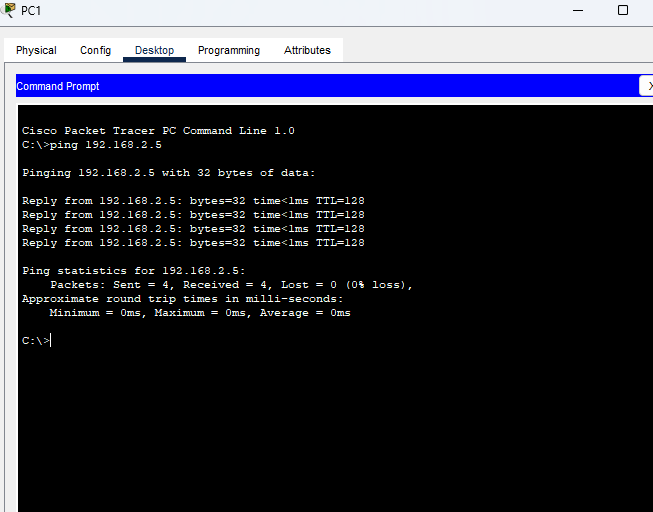 PC1
Physical Config Desktop Programming Attributes
Command Prompt
X
Cisco Packet Tracer PC Command Line 1.0
C:\>ping 192.168.2.5
Pinging 192.168.2.5 with 32 bytes of data:
Reply from 192.168.2.5: bytes=32 time<1ms TTL=128
Reply from 192.168.2.5: bytes=32 time<1ms TTL=128
Reply from 192.168.2.5: bytes=32 time<1ms TTL=128
Reply from 192.168.2.5: bytes=32 time<1ms TTL=128
Ping statistics for 192.168.2.5:
Packets: Sent = 4, Received = 4, Lost = 0 (0% loss),
Approximate round trip times in milli-seconds:
Minimum = 0ms, Maximum = 0ms, Average = 0ms
C:\>